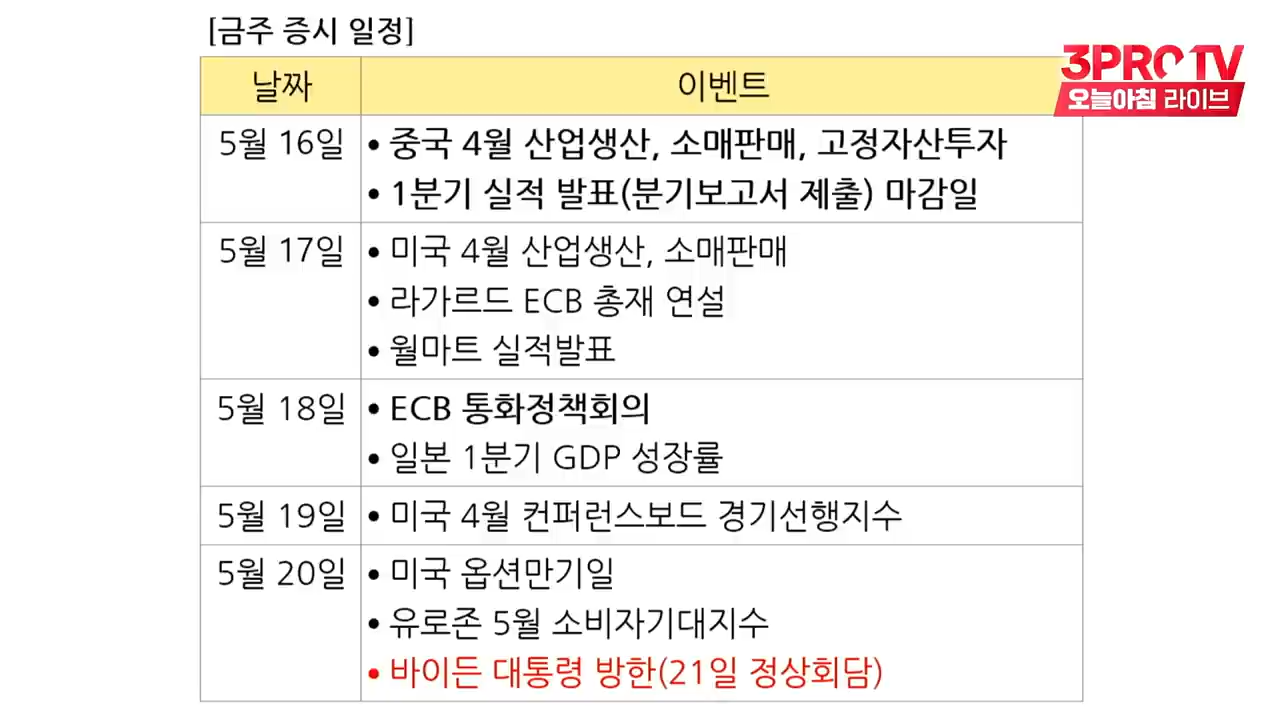 [금주 증시 일정]
3PRO TV
오늘아침 라이브
날짜 이벤트
5월 16일 • 중국 4월 산업생산, 소매판매, 고정자산투자
• 1분기 실적 발표(분기보고서 제출) 마감일
5월 17일 • 미국 4월 산업생산, 소매판매
• 라가르드 ECB 총재 연설
• 월마트 실적발표
5월 18일 • ECB 통화정책회의
• 일본 1분기 GDP 성장률
5월 19일 • 미국 4월 컨퍼런스보드 경기선행지수
5월 20일 • 미국 옵션만기일
• 유로존 5월 소비자기대지수
• 바이든 대통령 방한(21일 정상회담)